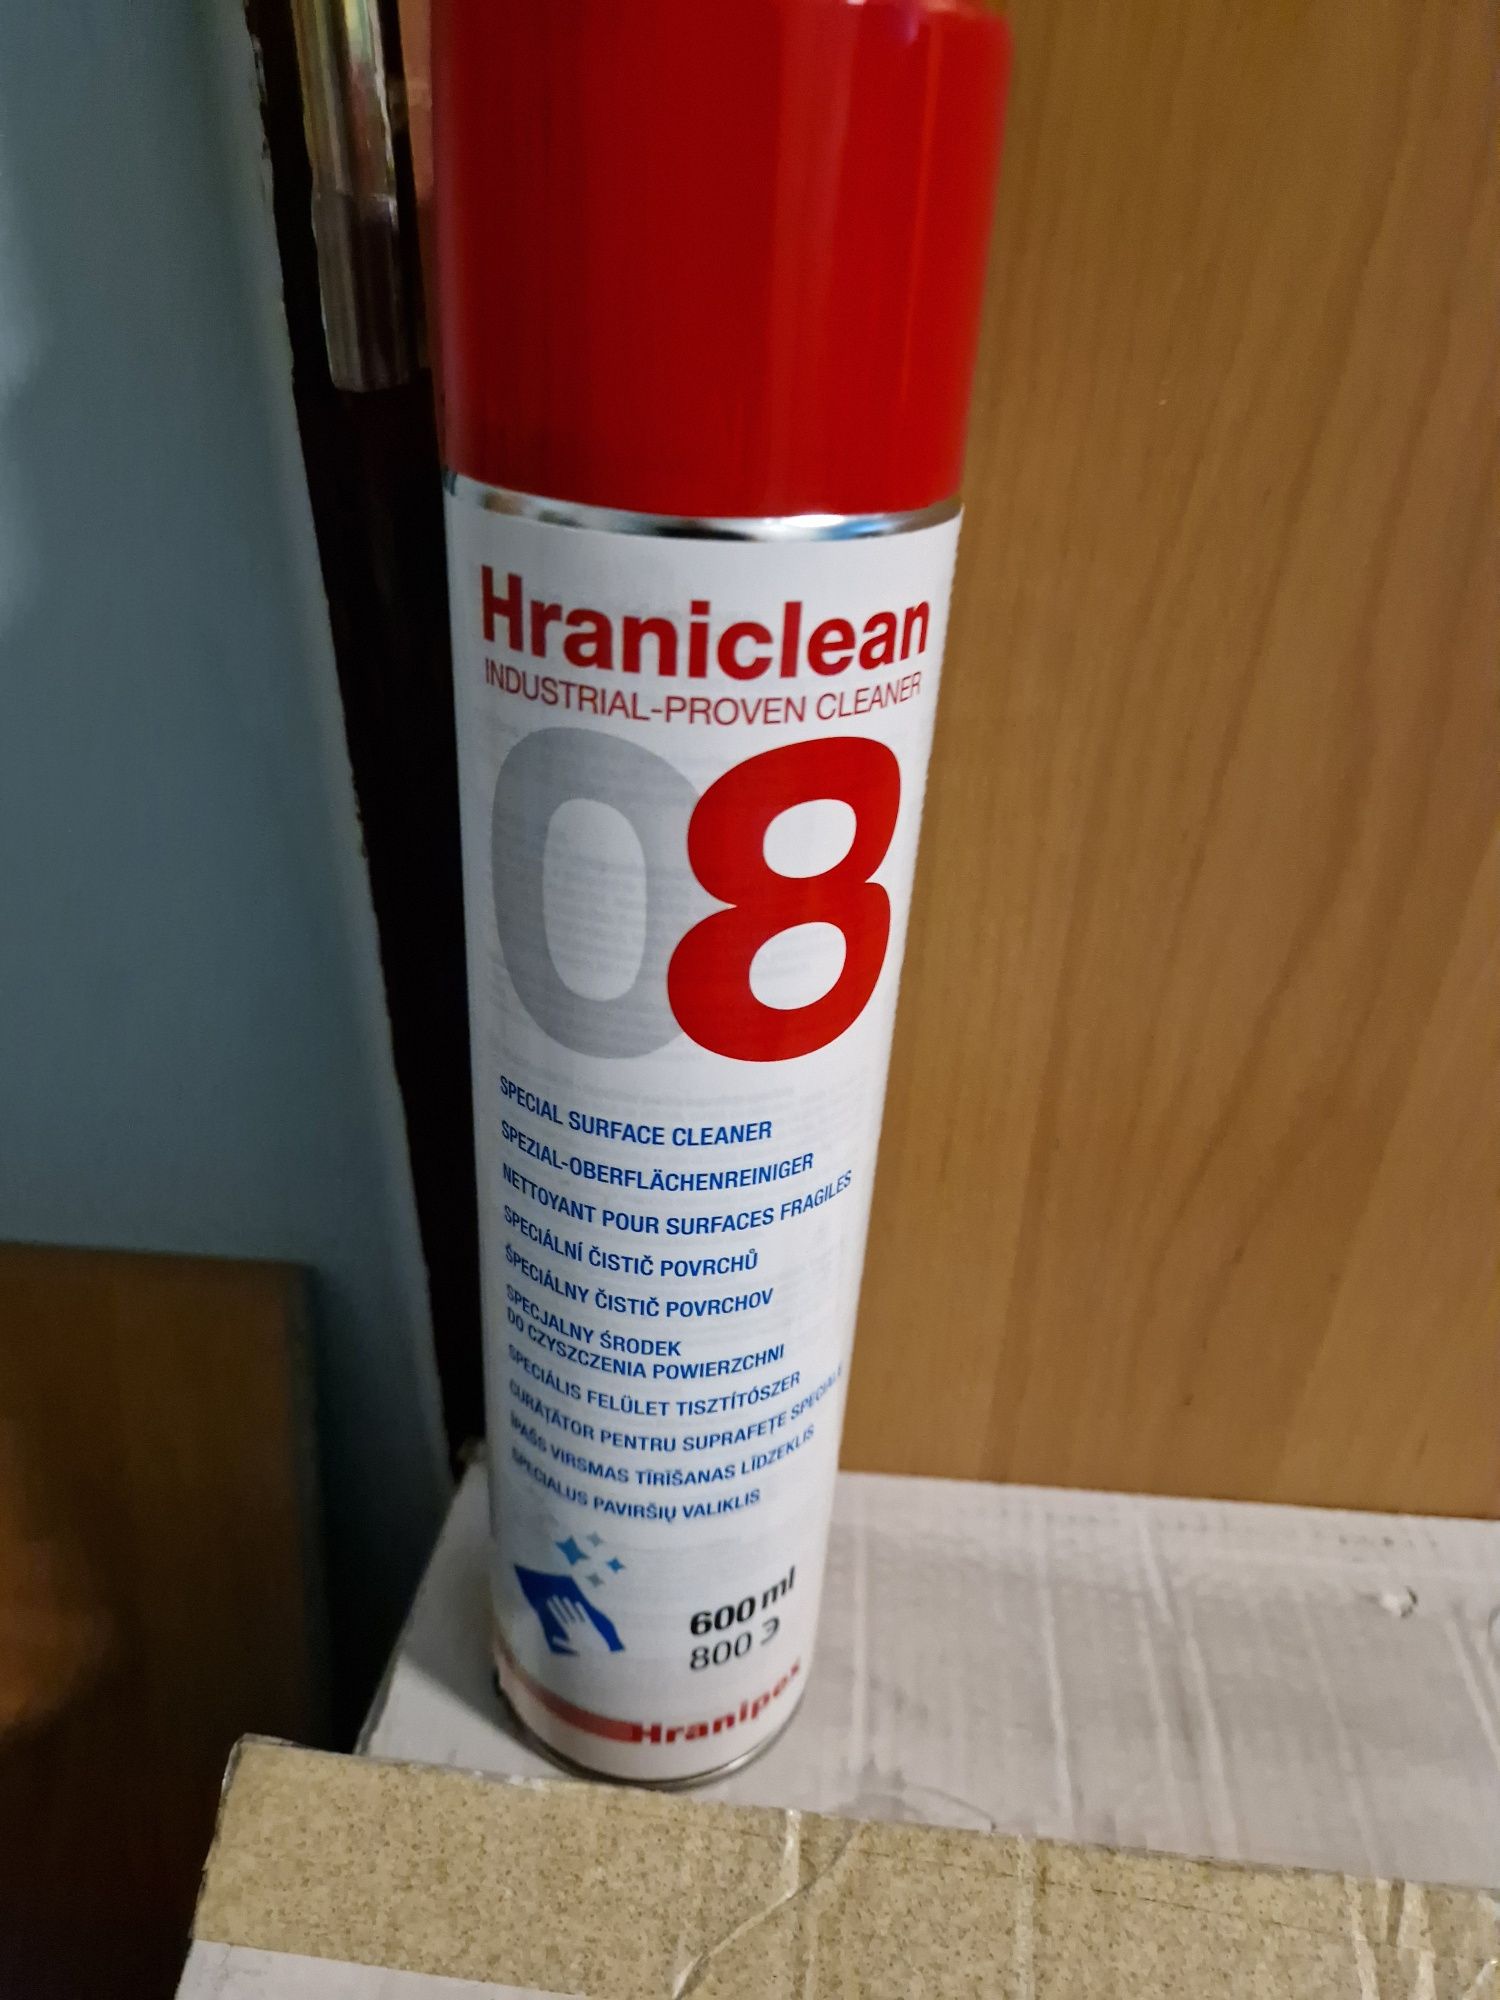 Hraniclean
INDUSTRIAL-PROVEN CLEANER
08
SPECIAL SURFACE CLEANER
SPEZIAL-OBERFLÄCHENREINIGER
NETTOYANT POUR SURFACES FRAGILES
SPECIÁLNÍ ČISTIČ POVRCHŮ
ŠPECIÁLNY ČISTIČ POVRCHOV
SPECJALNY ŚRODEK
DO CZYSZCZENIA POWIERZCHNI
SPECIÁLIS FELÜLET TISZTÍTÓSZER
CURĂȚĂTOR PENTRU SUPRAFEȚE SPECIALE
ĪPAŠS VIRSMAS TĪRĪŠANAS LĪDZEKLIS
SPECIALUS PAVIRŠIŲ VALIKLIS
600 ml
800 Э
Hranipex